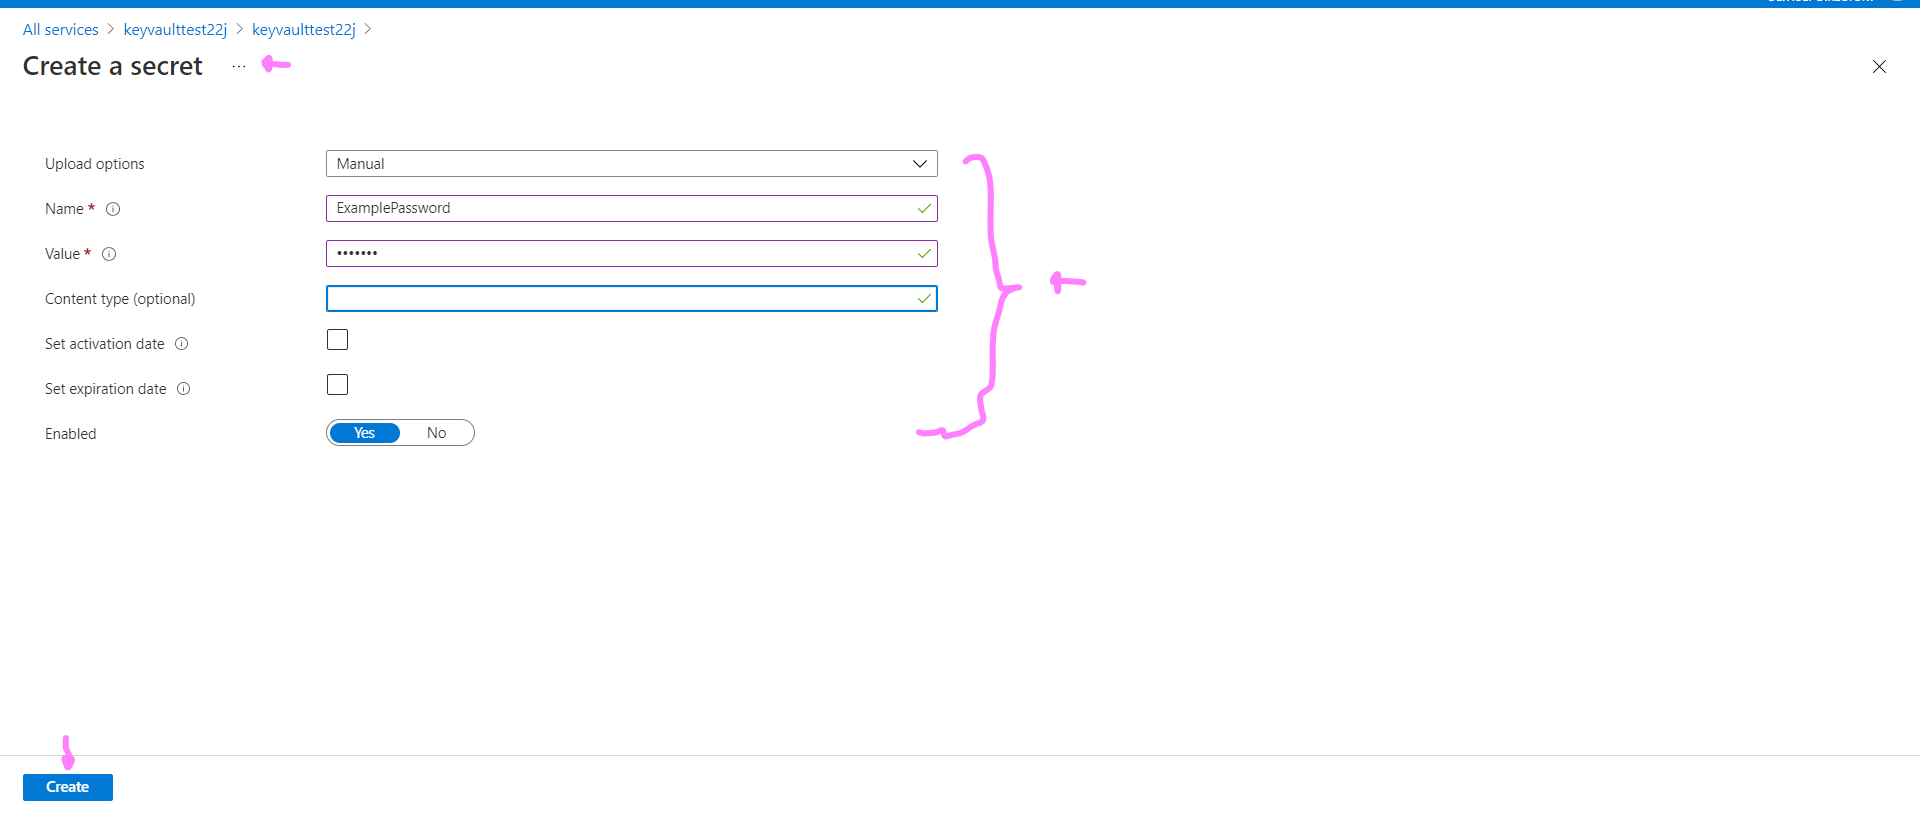 All services > keyvaulttest22j > keyvaulttest22j >
Create a secret ...
Upload options Manual
Name * ExamplePassword
Value * •••••••
Content type (optional)
Set activation date
Set expiration date
Enabled Yes No
Create